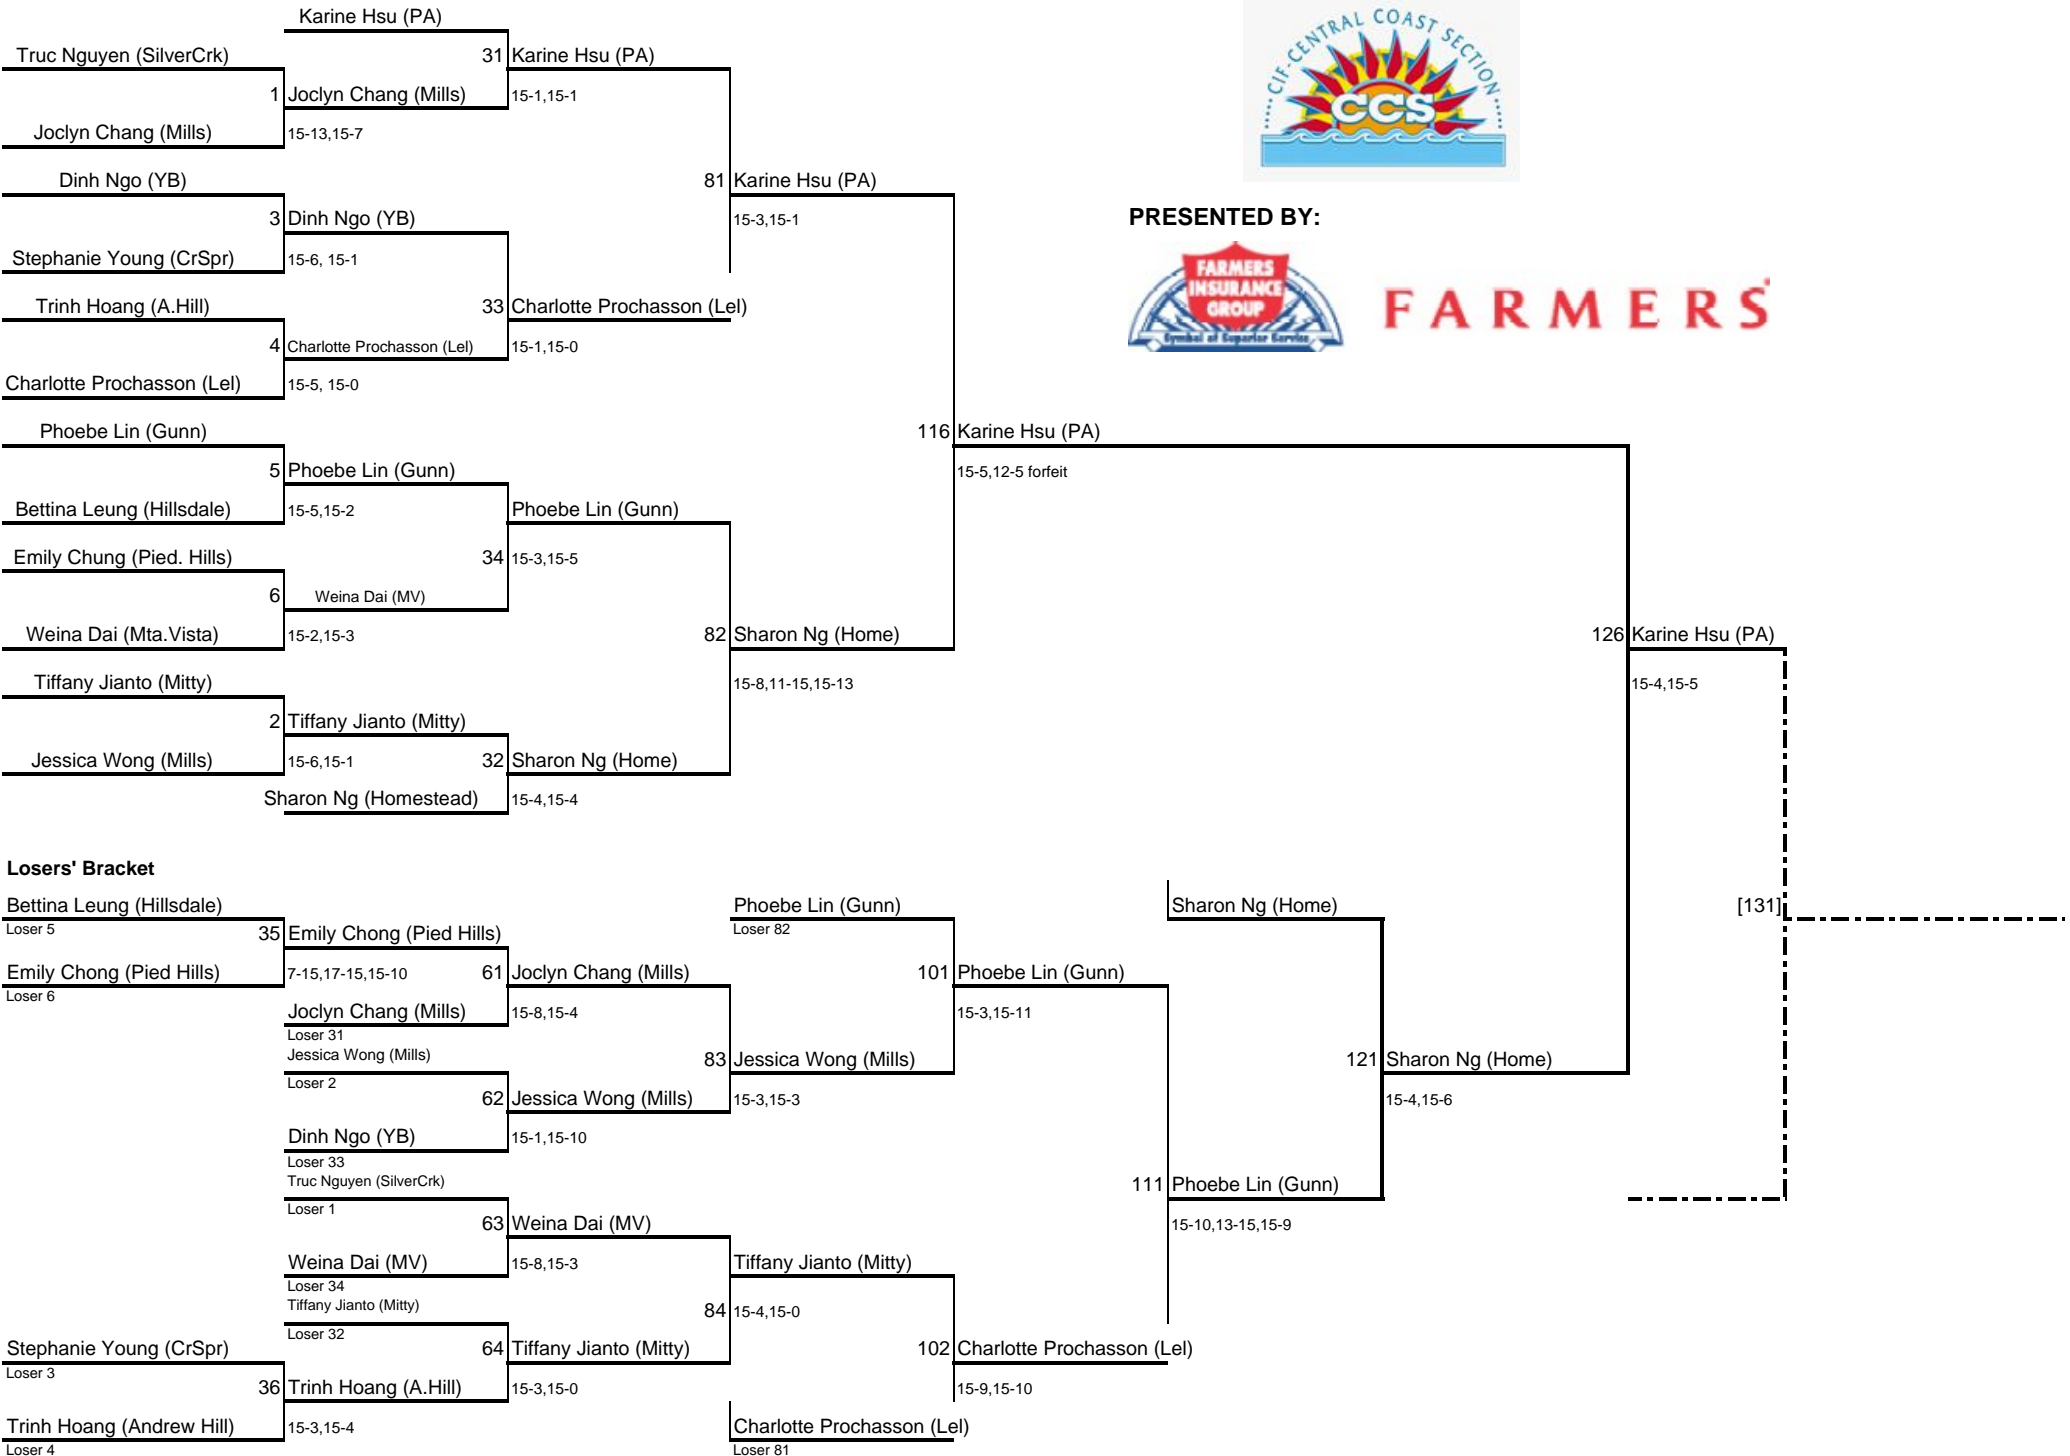 Karine Hsu (PA)
CIF-CENTRAL COAST SECTION
CCS
Truc Nguyen (SilverCrk)
31 Karine Hsu (PA)
1 Joclyn Chang (Mills)
15-1,15-1
Joclyn Chang (Mills)
15-13,15-7
Dinh Ngo (YB)
81 Karine Hsu (PA)
3 Dinh Ngo (YB)
15-3,15-1
PRESENTED BY:
Stephanie Young (CrSpr)
15-6, 15-1
FARMERS
INSURANCE
GROUP
Symbol of Superior Service
FARMERS
Trinh Hoang (A.Hill)
33 Charlotte Prochasson (Lel)
4 Charlotte Prochasson (Lel)
15-1,15-0
Charlotte Prochasson (Lel)
15-5, 15-0
Phoebe Lin (Gunn)
116 Karine Hsu (PA)
5 Phoebe Lin (Gunn)
15-5,12-5 forfeit
Bettina Leung (Hillsdale)
15-5,15-2
Phoebe Lin (Gunn)
Emily Chung (Pied. Hills)
34 15-3,15-5
6 Weina Dai (MV)
Weina Dai (Mta.Vista)
15-2,15-3
82 Sharon Ng (Home)
126 Karine Hsu (PA)
Tiffany Jianto (Mitty)
15-8,11-15,15-13
15-4,15-5
2 Tiffany Jianto (Mitty)
Jessica Wong (Mills)
15-6,15-1
32 Sharon Ng (Home)
Sharon Ng (Homestead)
15-4,15-4
Losers' Bracket
Bettina Leung (Hillsdale)
Phoebe Lin (Gunn)
Sharon Ng (Home)
[131]
Loser 5
35 Emily Chong (Pied Hills)
Loser 82
Emily Chong (Pied Hills)
7-15,17-15,15-10
61 Joclyn Chang (Mills)
101 Phoebe Lin (Gunn)
Loser 6
Joclyn Chang (Mills)
15-8,15-4
15-3,15-11
Loser 31
Jessica Wong (Mills)
83 Jessica Wong (Mills)
121 Sharon Ng (Home)
Loser 2
62 Jessica Wong (Mills)
15-3,15-3
15-4,15-6
Dinh Ngo (YB)
15-1,15-10
Loser 33
Truc Nguyen (SilverCrk)
111 Phoebe Lin (Gunn)
Loser 1
63 Weina Dai (MV)
15-10,13-15,15-9
Weina Dai (MV)
15-8,15-3
Tiffany Jianto (Mitty)
Loser 34
Tiffany Jianto (Mitty)
84 15-4,15-0
Loser 32
Stephanie Young (CrSpr)
64 Tiffany Jianto (Mitty)
102 Charlotte Prochasson (Lel)
Loser 3
36 Trinh Hoang (A.Hill)
15-3,15-0
15-9,15-10
Trinh Hoang (Andrew Hill)
15-3,15-4
Charlotte Prochasson (Lel)
Loser 4
Loser 81